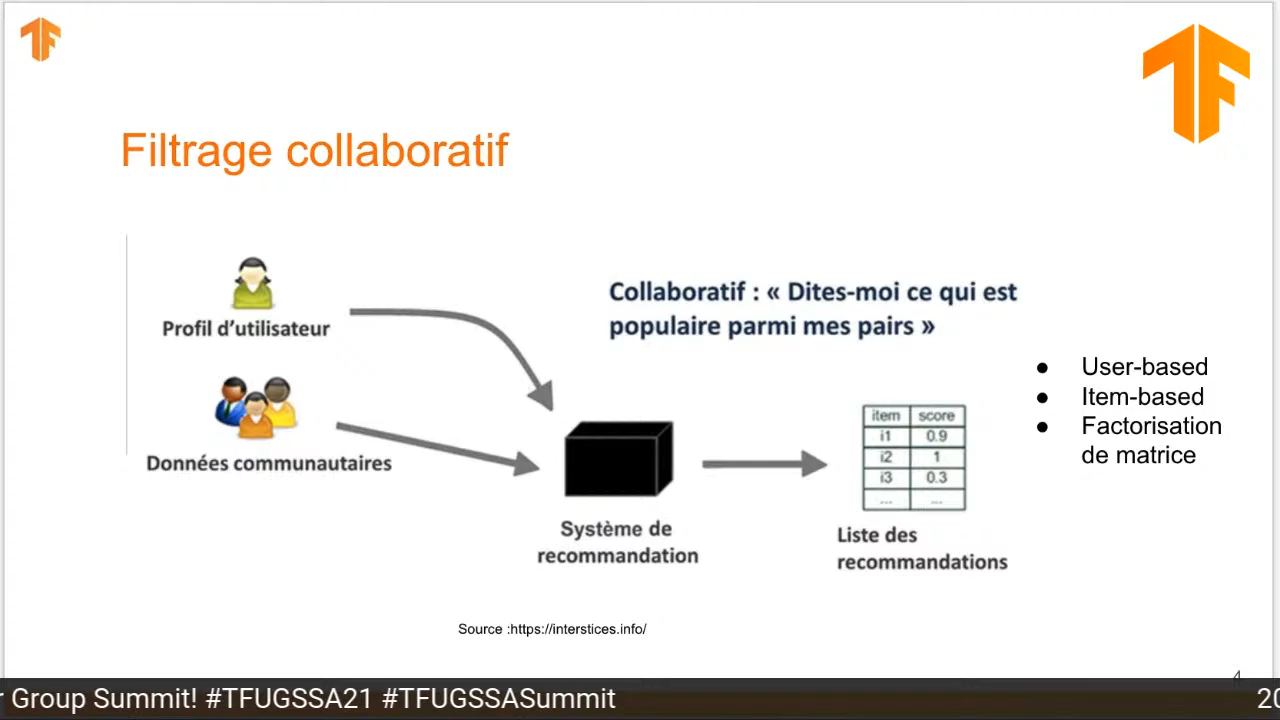 Filtrage collaboratif
Profil d’utilisateur
Données communautaires
Collaboratif : « Dites-moi ce qui est
populaire parmi mes pairs »
Système de
recommandation
item score
i1 0.9
i2 1
i3 0.3
... ...
Liste des
recommandations
● User-based
● Item-based
● Factorisation
de matrice
Source :https://interstices.info/
4
Group Summit! #TFUGSSA21 #TFUGSSASummit